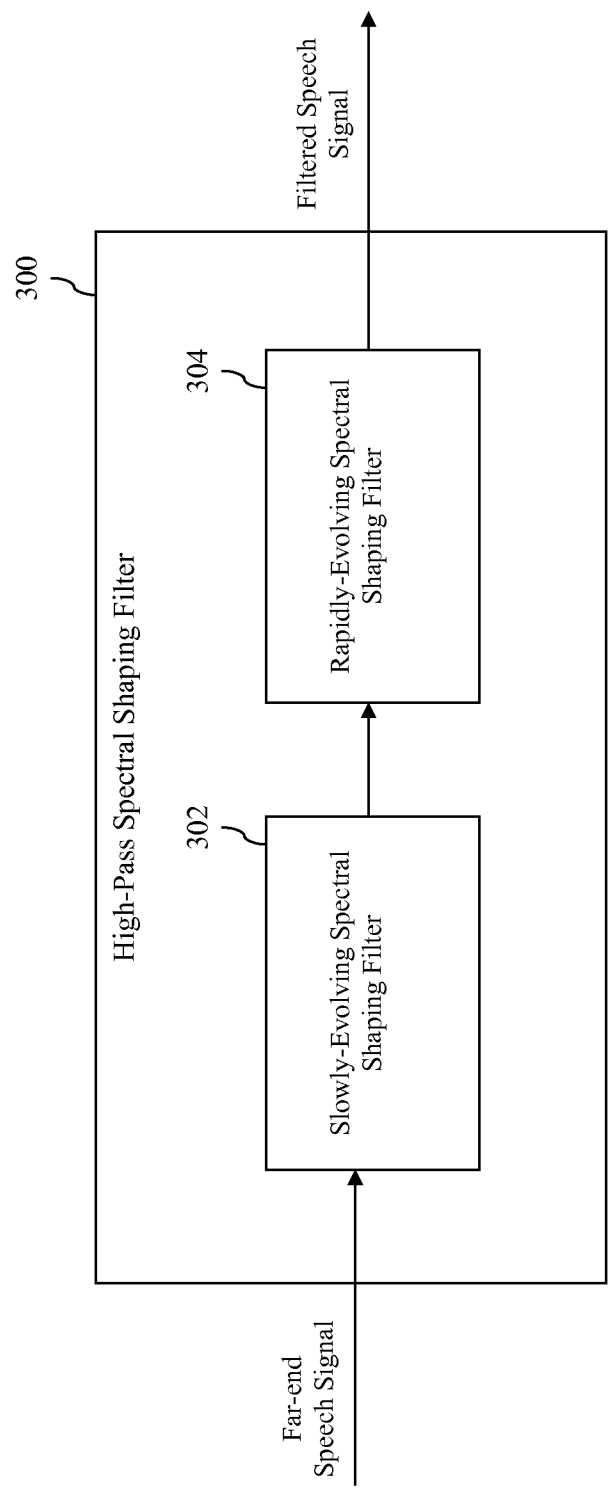 300
High-Pass Spectral Shaping Filter
302
304
Far-end
Speech Signal
Slowly-Evolving Spectral
Shaping Filter
Rapidly-Evolving Spectral
Shaping Filter
Filtered Speech
Signal